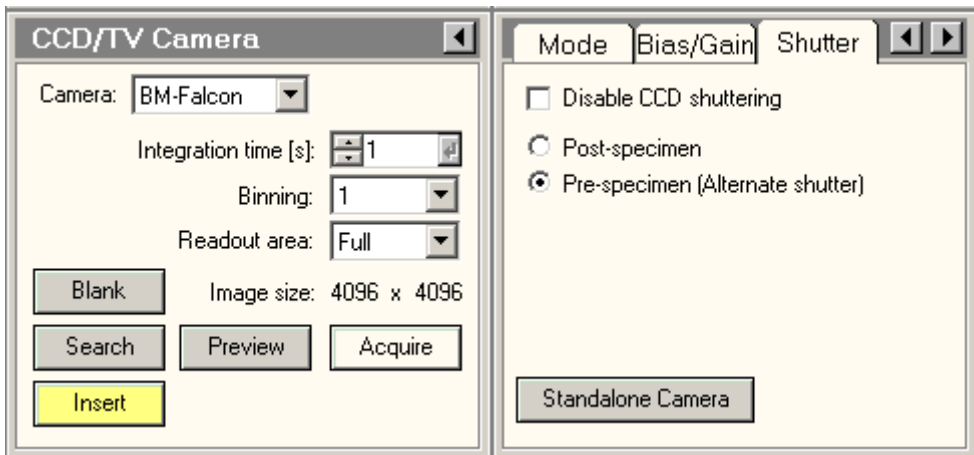 CCD/TV Camera
Camera: BM-Falcon
Integration time [s]: 1
Binning: 1
Readout area: Full
Blank
Image size: 4096 x 4096
Search
Preview
Acquire
Insert
Mode
Bias/Gain
Shutter
Disable CCD shuttering
Post-specimen
Pre-specimen (Alternate shutter)
Standalone Camera